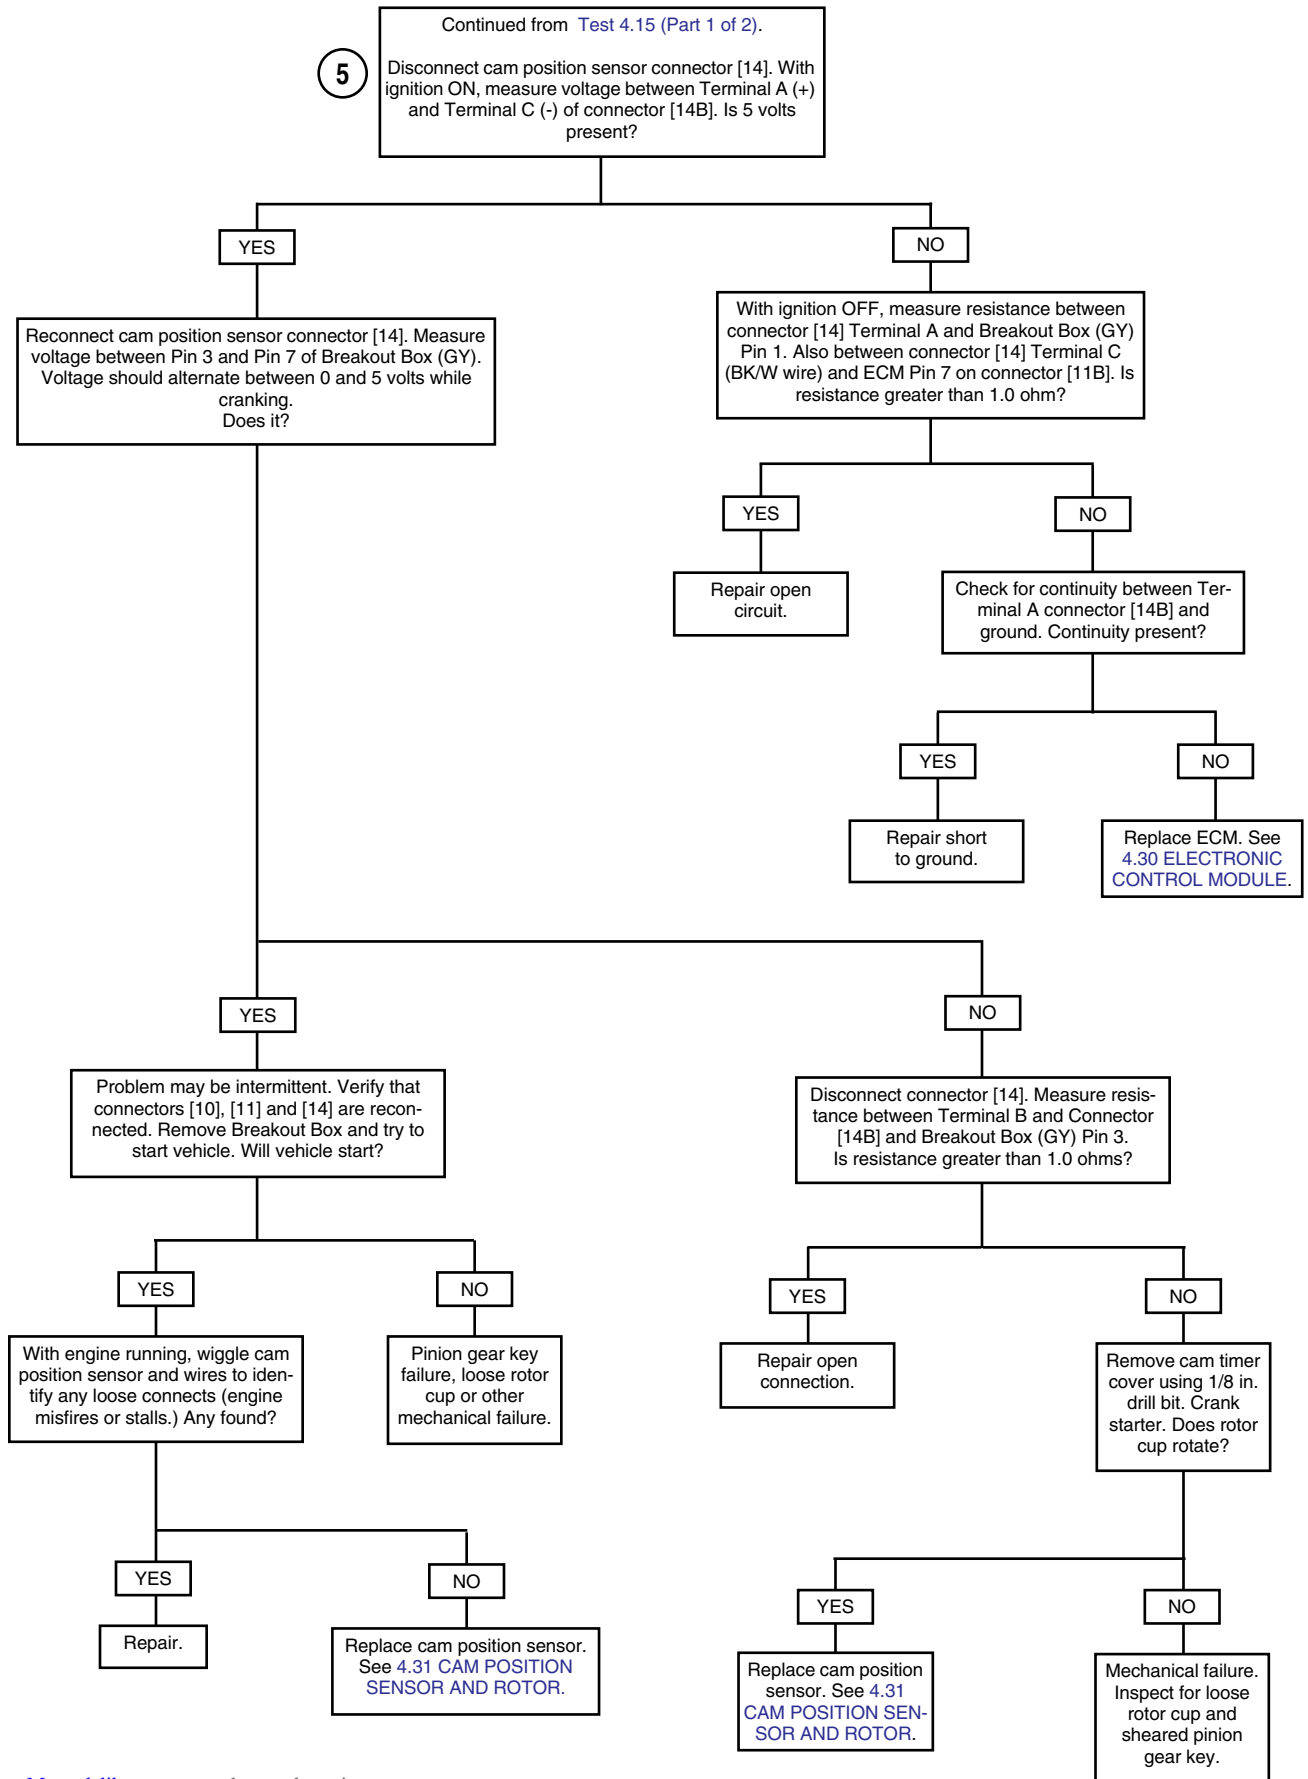 Continued from Test 4.15 (Part 1 of 2).
5
Disconnect cam position sensor connector [14]. With
ignition ON, measure voltage between Terminal A (+)
and Terminal C (-) of connector [14B]. Is 5 volts
present?
YES
NO
Reconnect cam position sensor connector [14]. Measure
voltage between Pin 3 and Pin 7 of Breakout Box (GY).
Voltage should alternate between 0 and 5 volts while
cranking.
Does it?
With ignition OFF, measure resistance between
connector [14] Terminal A and Breakout Box (GY)
Pin 1. Also between connector [14] Terminal C
(BK/W wire) and ECM Pin 7 on connector [11B]. Is
resistance greater than 1.0 ohm?
YES
NO
Repair open
circuit.
Check for continuity between Ter-
minal A connector [14B] and
ground. Continuity present?
YES
NO
Repair short
to ground.
Replace ECM. See
4.30 ELECTRONIC
CONTROL MODULE.
YES
NO
Problem may be intermittent. Verify that
connectors [10], [11] and [14] are recon-
nected. Remove Breakout Box and try to
start vehicle. Will vehicle start?
Disconnect connector [14]. Measure resis-
tance between Terminal B and Connector
[14B] and Breakout Box (GY) Pin 3.
Is resistance greater than 1.0 ohms?
YES
NO
YES
NO
With engine running, wiggle cam
position sensor and wires to iden-
tify any loose connects (engine
misfires or stalls.) Any found?
Pinion gear key
failure, loose rotor
cup or other
mechanical failure.
Repair open
connection.
Remove cam timer
cover using 1/8 in.
drill bit. Crank
starter. Does rotor
cup rotate?
YES
NO
YES
NO
Repair.
Replace cam position sensor.
See 4.31 CAM POSITION
SENSOR AND ROTOR.
Replace cam position
sensor. See 4.31
CAM POSITION SEN-
SOR AND ROTOR.
Mechanical failure.
Inspect for loose
rotor cup and
sheared pinion
gear key.